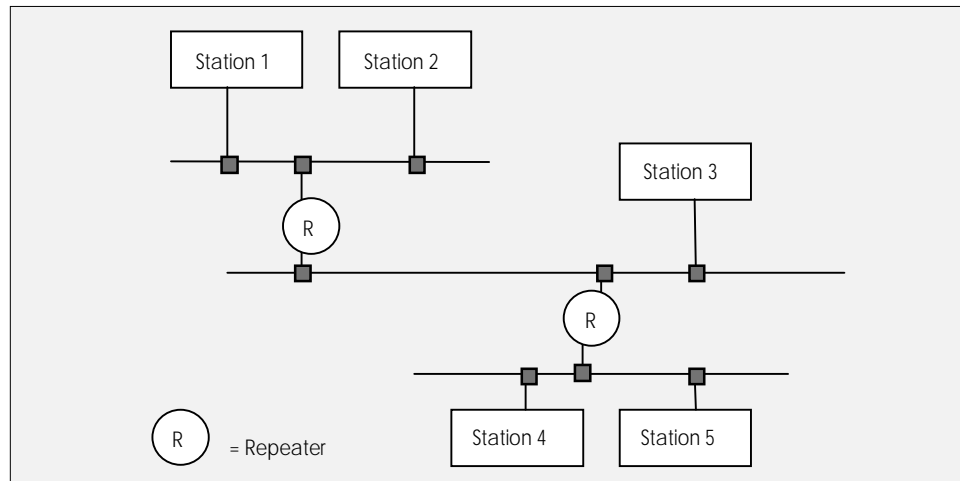 Station 1
Station 2
Station 3
R
R
Station 4
Station 5
R
= Repeater